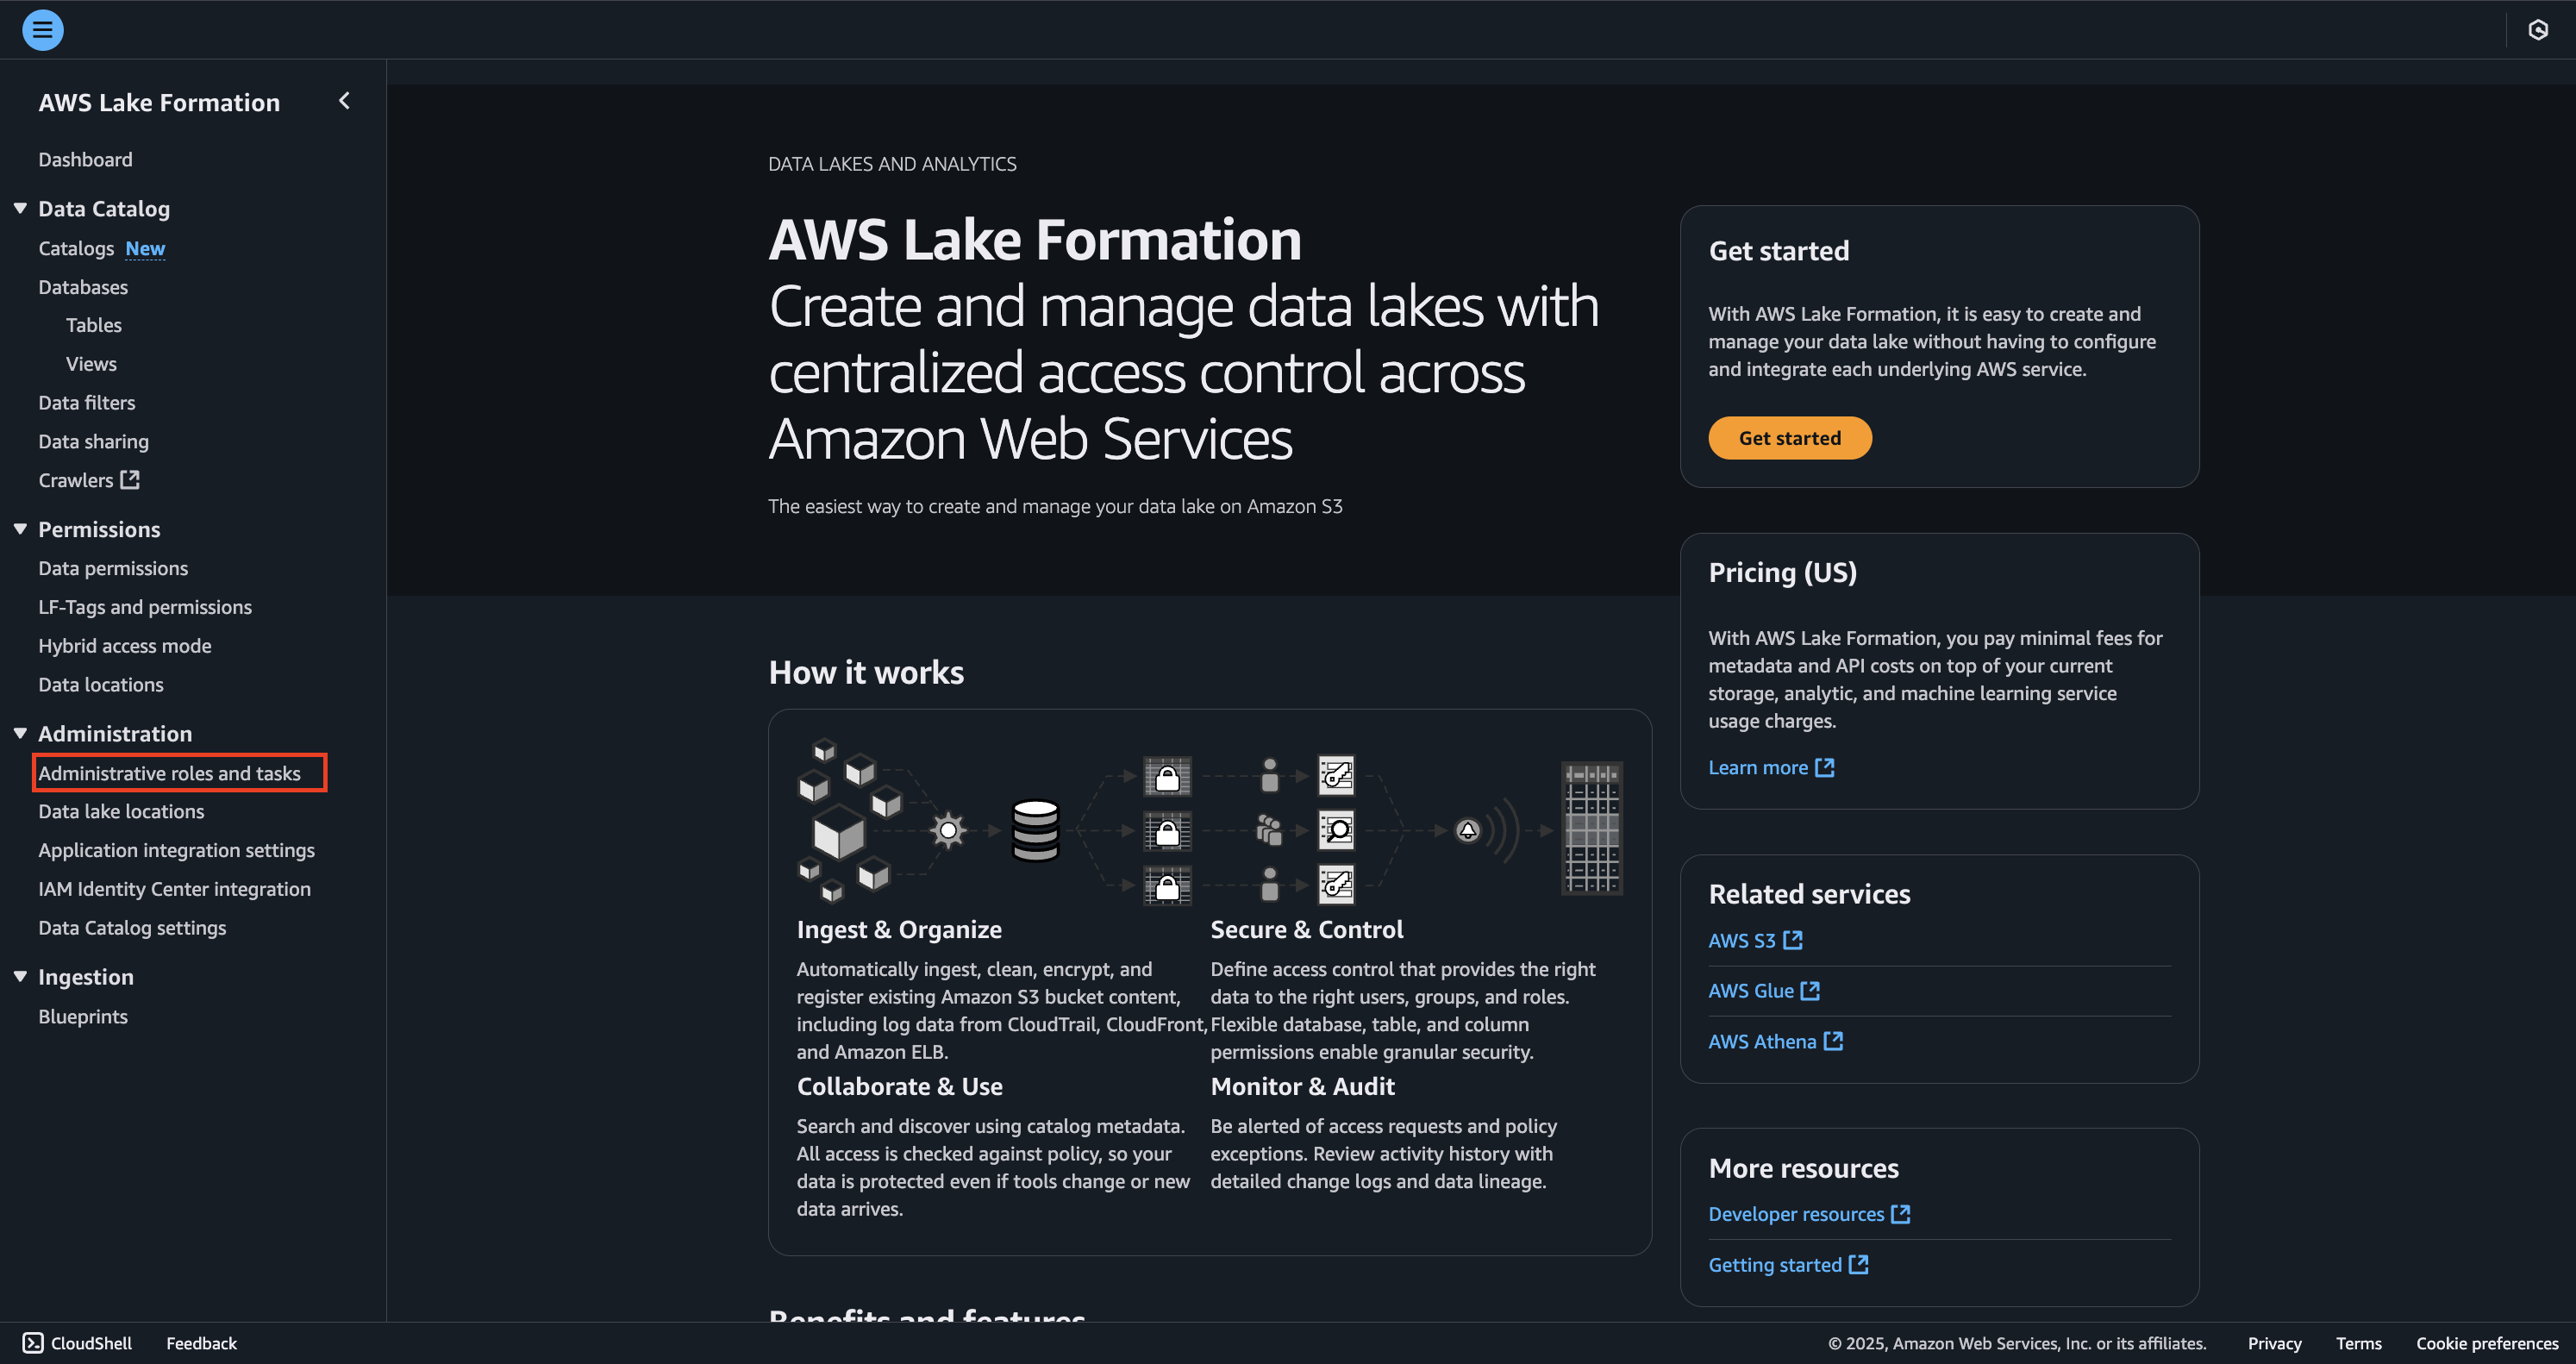 AWS Lake Formation
Dashboard
Data Catalog
Catalogs New
Databases
Tables
Views
Data filters
Data sharing
Crawlers
Permissions
Data permissions
LF-Tags and permissions
Hybrid access mode
Data locations
Administration
Administrative roles and tasks
Data lake locations
Application integration settings
IAM Identity Center integration
Data Catalog settings
Ingestion
Blueprints
DATA LAKES AND ANALYTICS
AWS Lake Formation
Create and manage data lakes with
centralized access control across
Amazon Web Services
The easiest way to create and manage your data lake on Amazon S3
How it works
Ingest & Organize
Automatically ingest, clean, encrypt, and
register existing Amazon S3 bucket content,
including log data from CloudTrail, CloudFront,
and Amazon ELB.
Secure & Control
Define access control that provides the right
data to the right users, groups, and roles.
Flexible database, table, and column
permissions enable granular security.
Collaborate & Use
Search and discover using catalog metadata.
All access is checked against policy, so your
data is protected even if tools change or new
data arrives.
Monitor & Audit
Be alerted of access requests and policy
exceptions. Review activity history with
detailed change logs and data lineage.
Benefits and features
Get started
With AWS Lake Formation, it is easy to create and
manage your data lake without having to configure
and integrate each underlying AWS service.
Get started
Pricing (US)
With AWS Lake Formation, you pay minimal fees for
metadata and API costs on top of your current
storage, analytic, and machine learning service
usage charges.
Learn more
Related services
AWS S3
AWS Glue
AWS Athena
More resources
Developer resources
Getting started
CloudShell Feedback
© 2025, Amazon Web Services, Inc. or its affiliates. Privacy Terms Cookie preferences